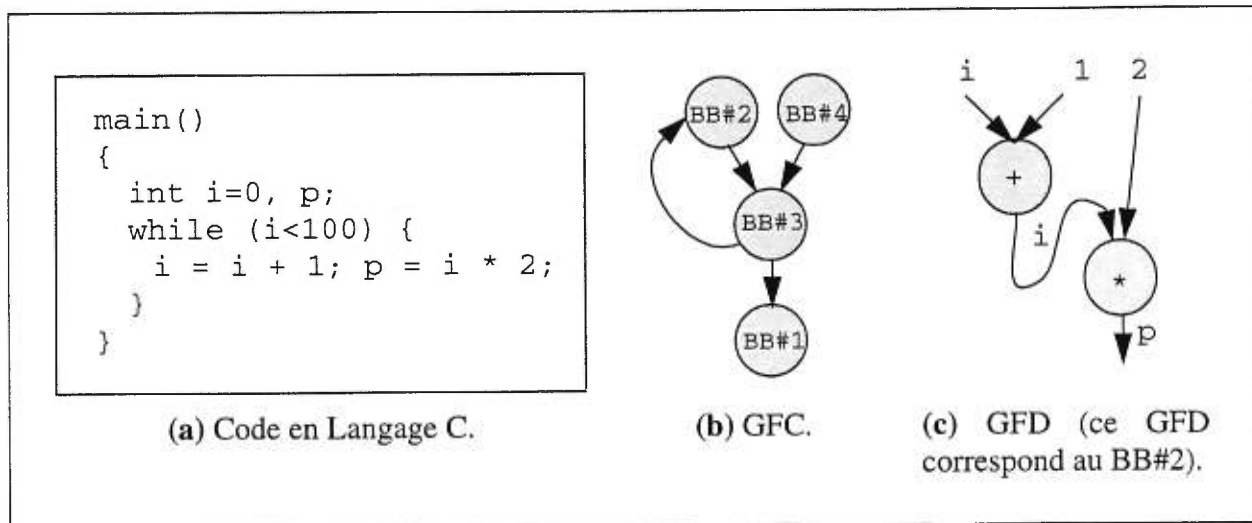 main()
{
int i=0, p;
while (i<100) {
i = i + 1; p = i * 2;
}
}
(a) Code en Langage C.
BB#2
BB#4
BB#3
BB#1
(b) GFC.
i
1
2
+
i
*
p
(c) GFD (ce GFD
correspond au BB#2).